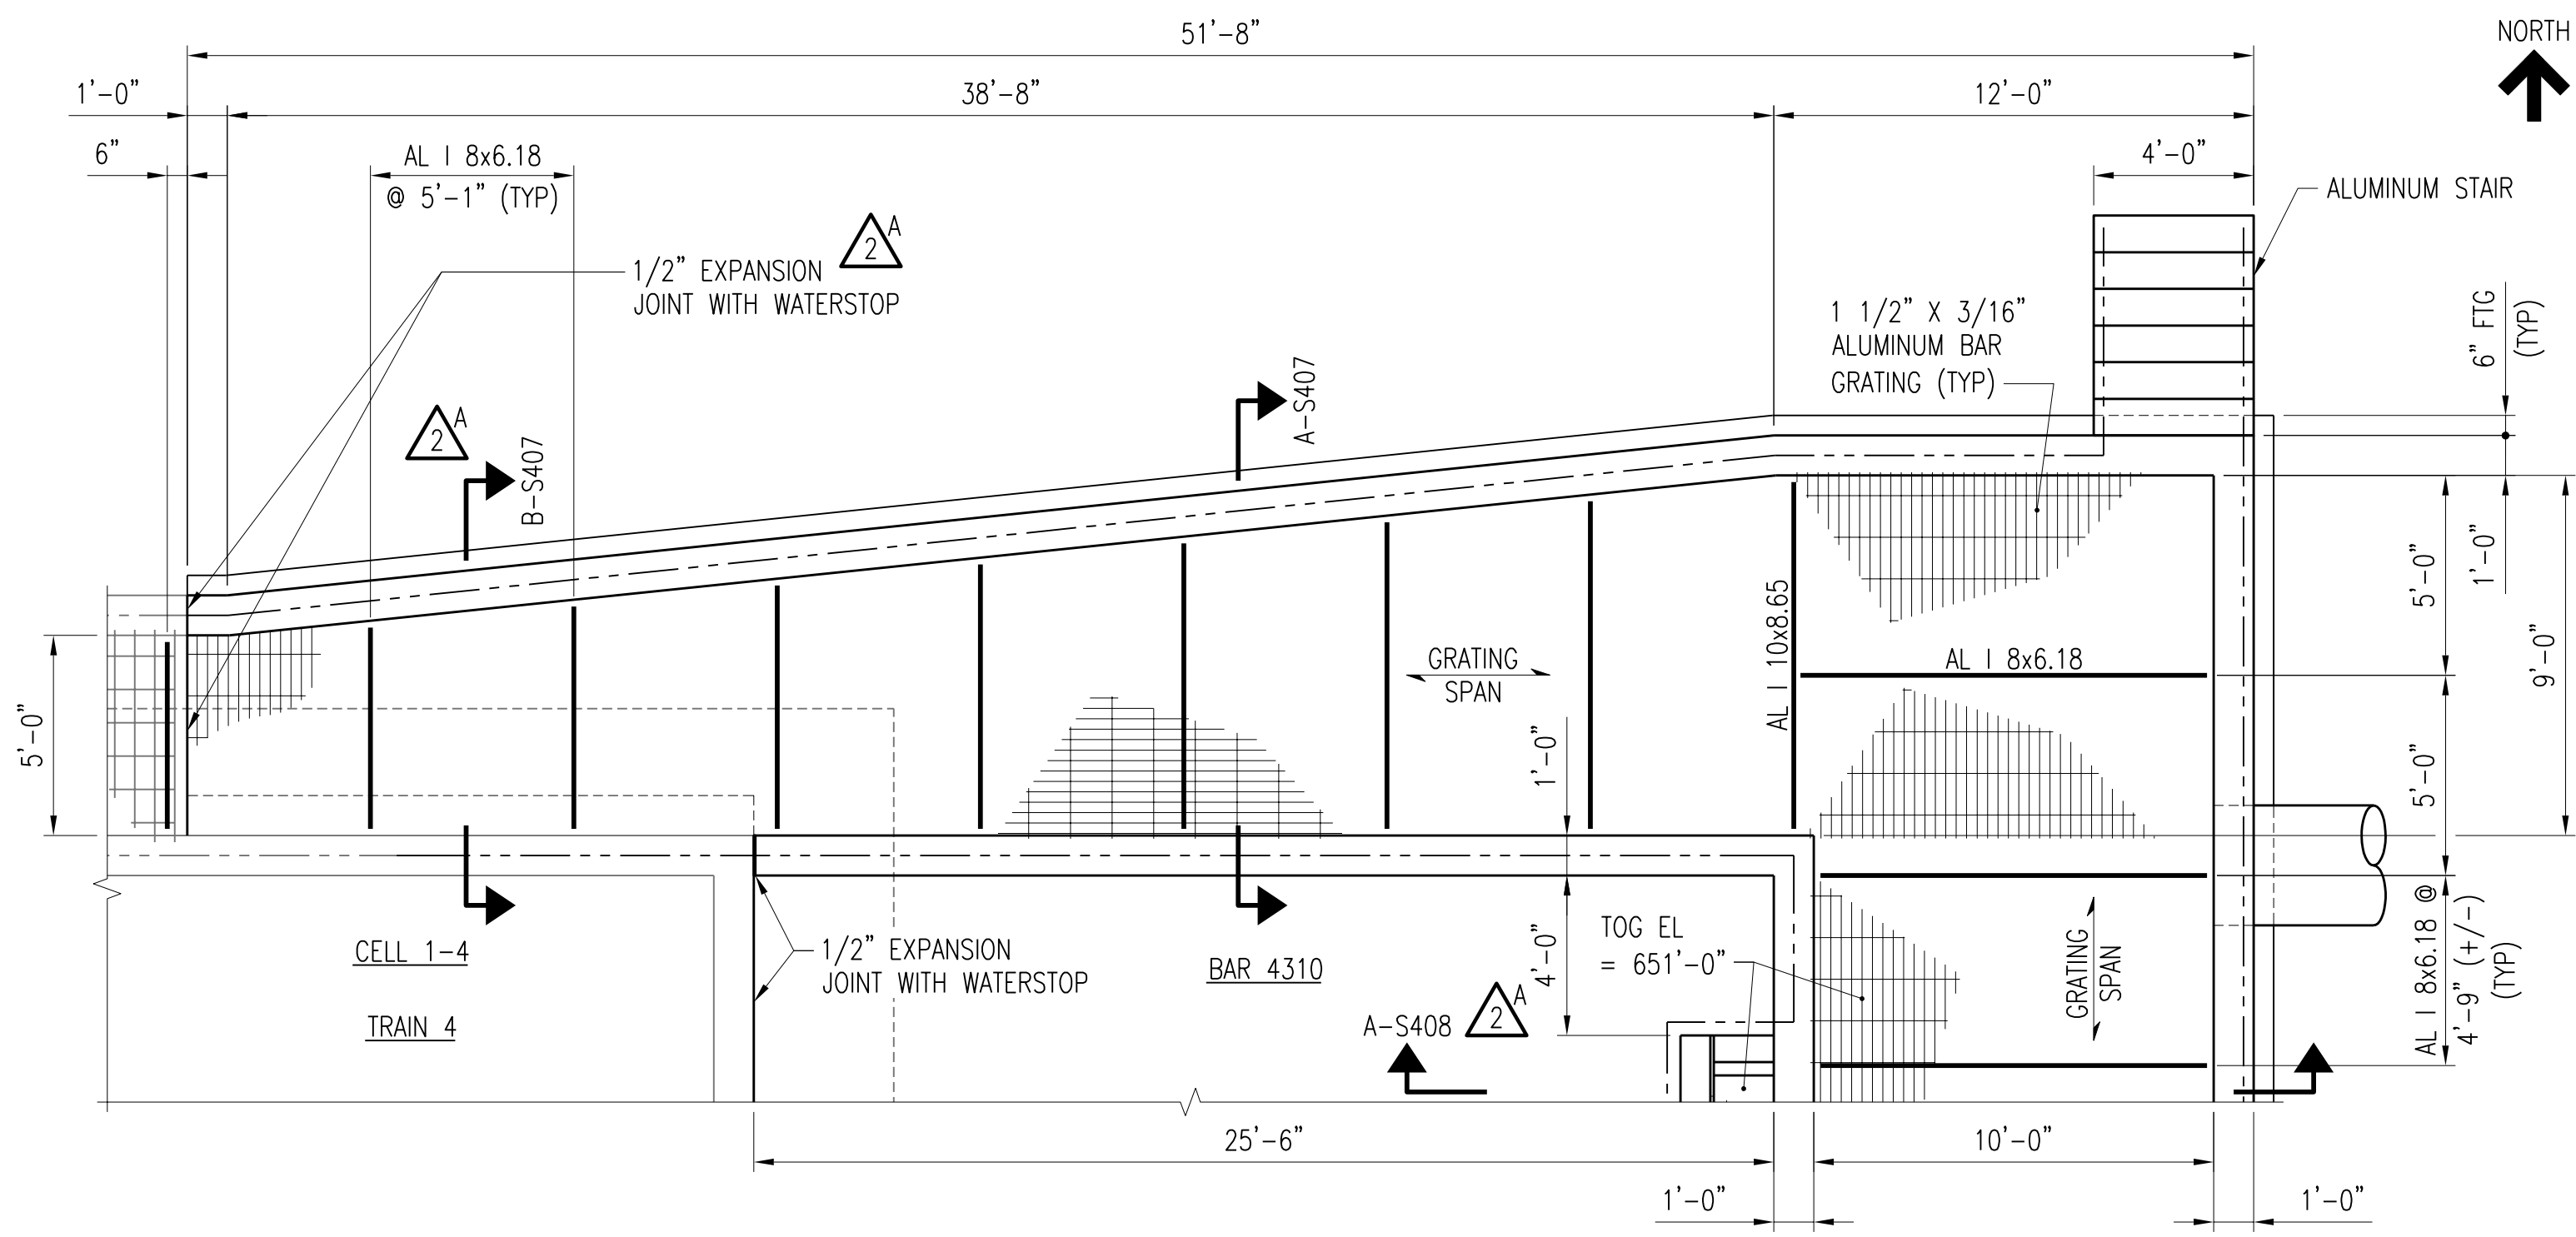 51'-8"
NORTH
1'-0"
38'-8"
12'-0"
6"
AL I 8x6.18
@ 5'-1" (TYP)
4'-0"
ALUMINUM STAIR
A
2
1/2" EXPANSION
JOINT WITH WATERSTOP
1 1/2" X 3/16"
ALUMINUM BAR
GRATING (TYP)
6" FTG
(TYP)
A
2
B-S407
A-S407
5'-0"
1'-0"
9'-0"
AL I 10x8.65
GRATING
SPAN
AL I 8x6.18
5'-0"
1'-0"
5'-0"
AL I 8x6.18 @
4'-9" (+/-)
(TYP)
CELL 1-4
TRAIN 4
1/2" EXPANSION
JOINT WITH WATERSTOP
BAR 4310
4'-0"
TOG EL
= 651'-0"
GRATING
SPAN
A-S408
A
2
25'-6"
10'-0"
1'-0"
1'-0"